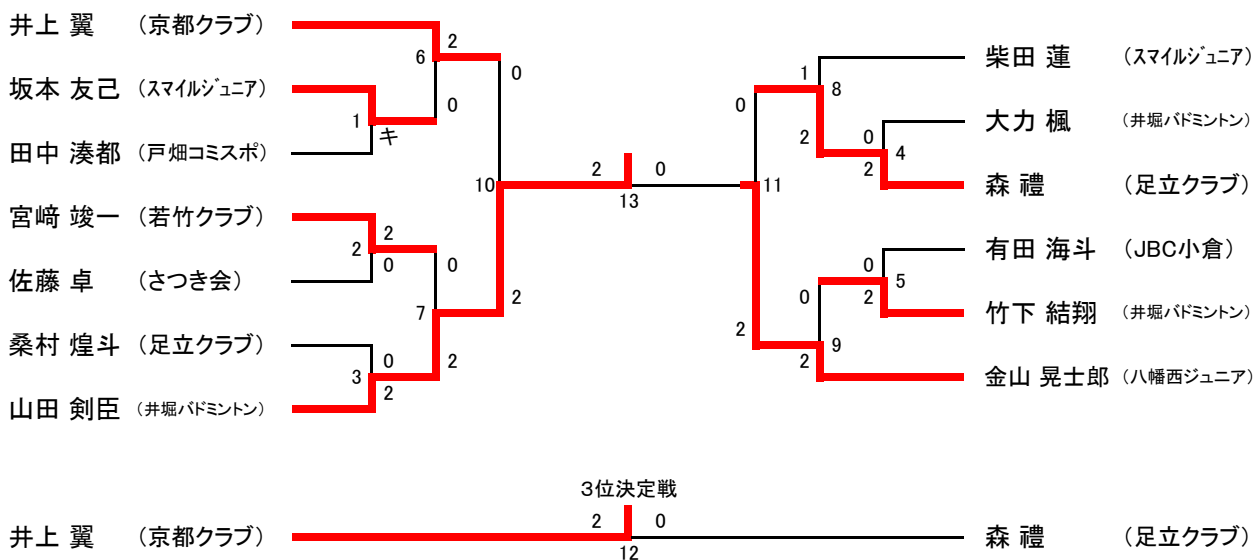 井上 翼 （京都クラブ）
坂本 友己 （スマイルジュニア）
田中 湊都 （戸畑コミスポ）
宮﨑 竣一 （若竹クラブ）
佐藤 卓 （さつき会）
桑村 煌斗 （足立クラブ）
山田 剣臣 （井堀バドミントン）
6
2
0
1
キ
2
2
0
3
0
2
7
0
2
10
0
2
2
0
13
0
11
2
1
8
2
0
4
2
0
5
2
0
9
2
柴田 蓮 （スマイルジュニア）
大力 楓 （井堀バドミントン）
森 禮 （足立クラブ）
有田 海斗 （JBC小倉）
竹下 結翔 （井堀バドミントン）
金山 晃士郎 （八幡西ジュニア）
３位決定戦
井上 翼 （京都クラブ） 2 0 森 禮 （足立クラブ）
12